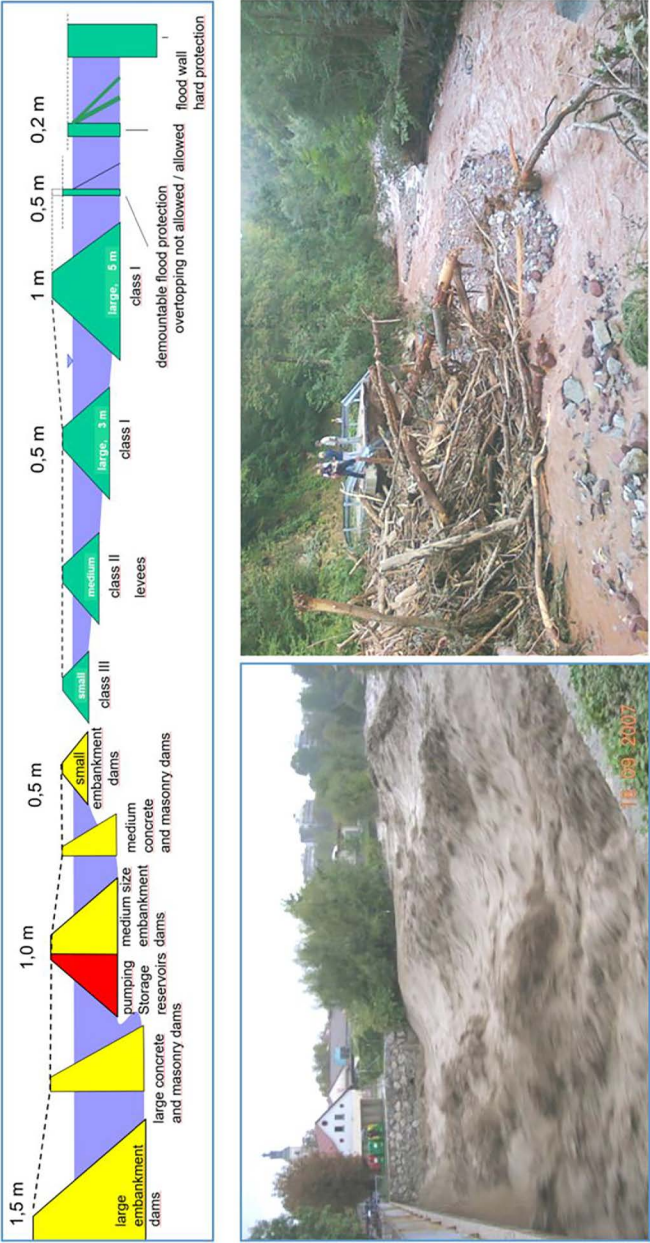 1,5 m
1,0 m
0,5 m
0,5 m
1 m
0,5 m
0,2 m
large
embankment
dams
large concrete
and masonry dams
pumping
Storage
reservoirs
medium size
embankment
dams
medium
concrete
and masonry dams
small
embankment
dams
small
class III
medium
class II
levees
large, 3 m
class I
large, 5 m
class I
demountable flood protection
overtopping not allowed / allowed
flood wall
hard protection
18 09 2007